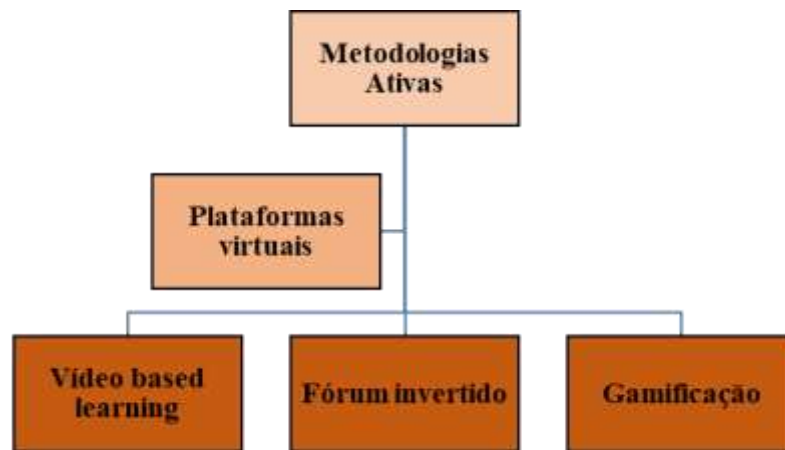 Metodologias
Ativas
Plataformas
virtuais
Vídeo based
learning
Fórum invertido
Gamificação